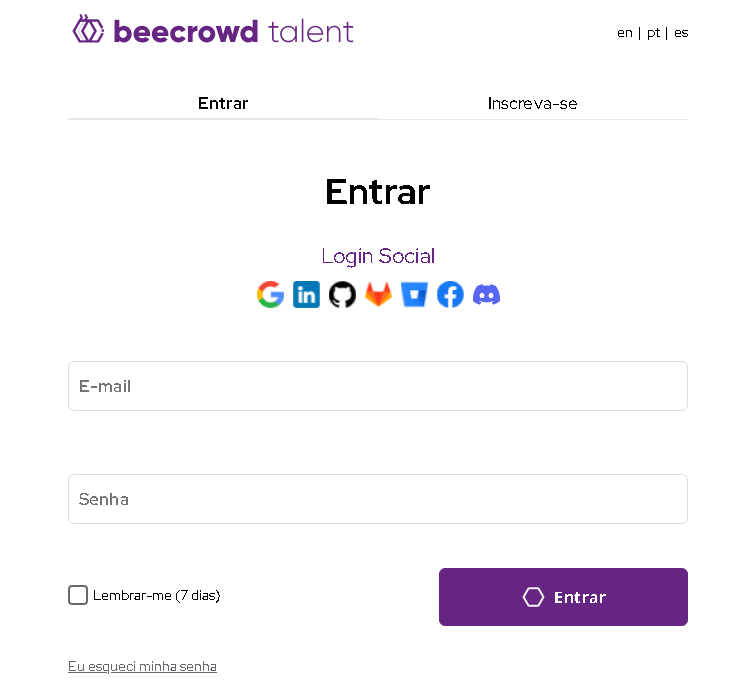 beecrowd talent
en | pt | es
Entrar
Inscreva-se
Entrar
Login Social
E-mail
Senha
Lembrar-me (7 dias)
Entrar
Eu esqueci minha senha